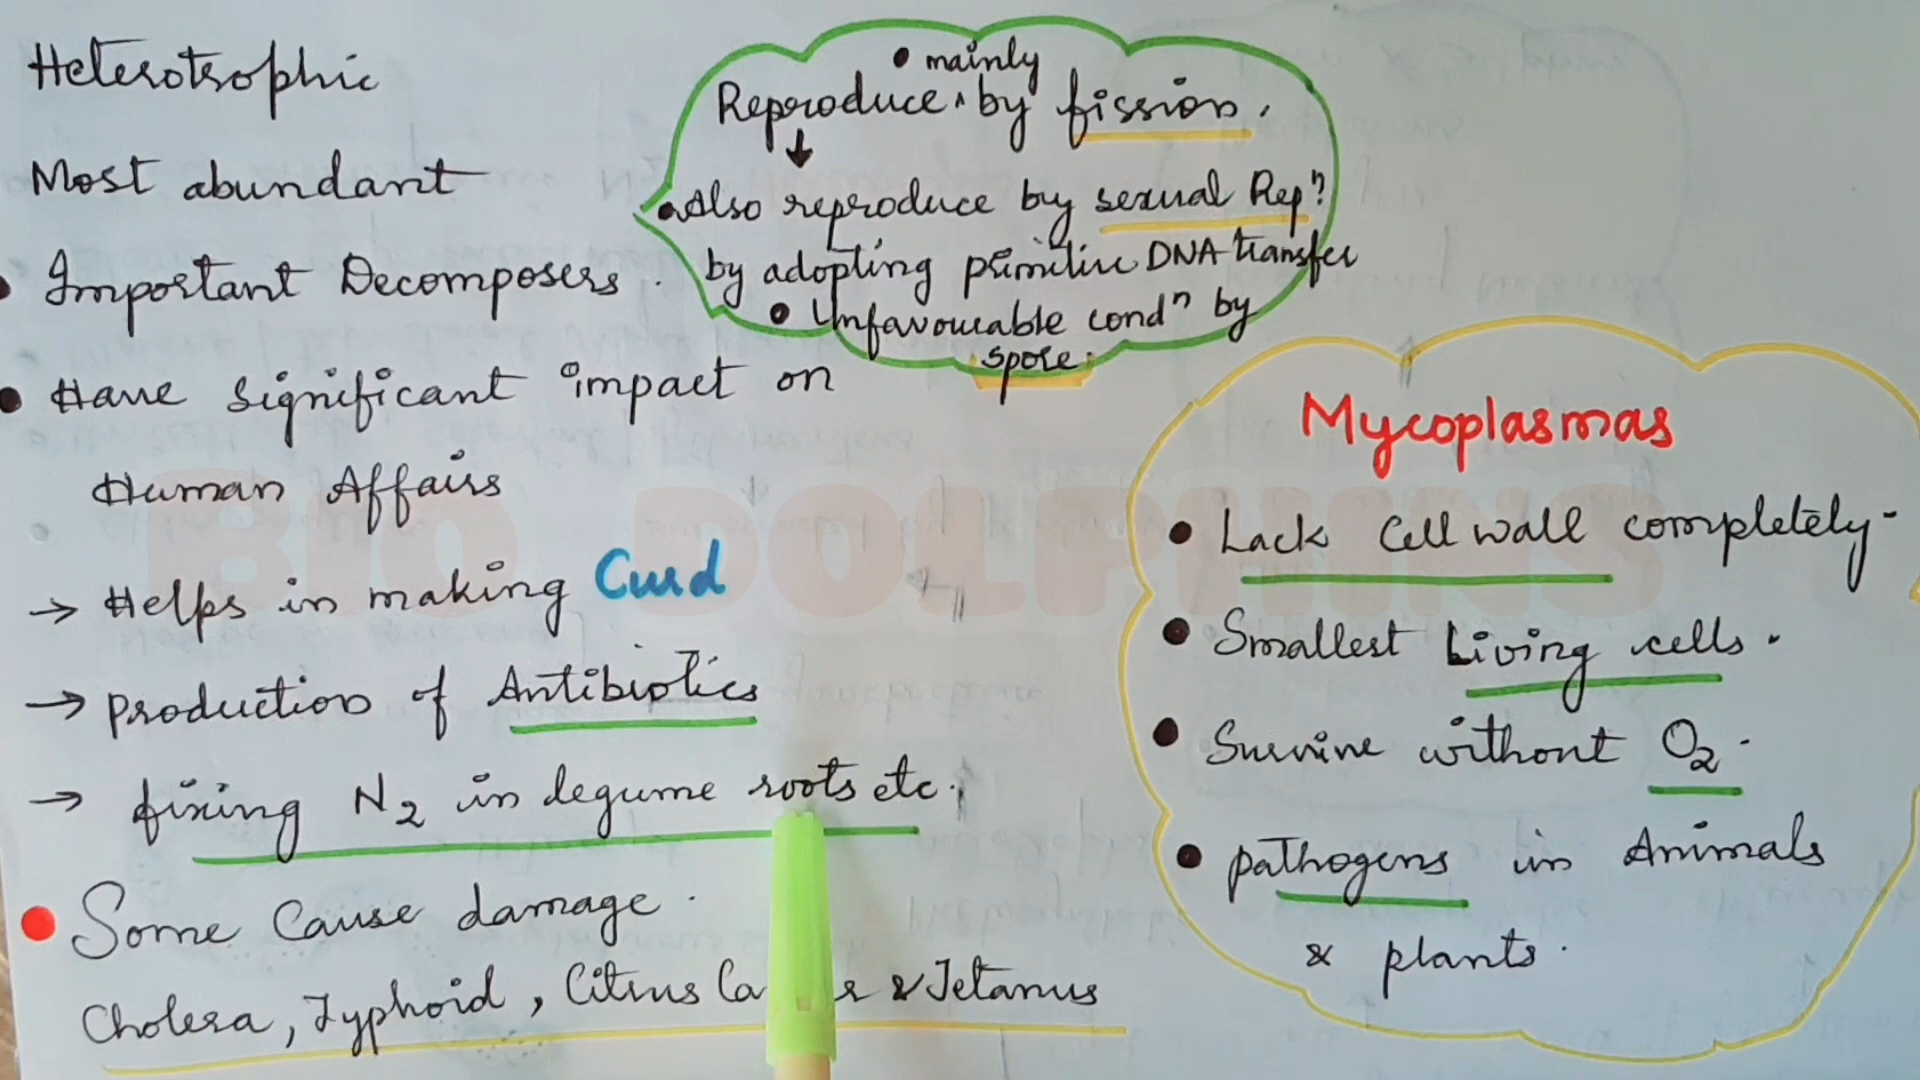 Heterotrophic
Most abundant
• Important Decomposers.
• Have significant impact on
Human Affairs
→ Helps in making Curd
→ production of Antibiotics
→ fixing N₂ in legume roots etc.
• Some Cause damage.
Cholera, Typhoid, Citrus & Tetanus
• mainly
Reproduce ^ by fission.
↓
• Also reproduce by sexual Repⁿ
by adopting primitive DNA transfer
• Unfavourable condⁿ by
spore.
Mycoplasmas
• Lack Cell wall completely.
• Smallest Living cells.
• Survive without O₂.
• pathogens in Animals
& plants.
BIO DOLPHINS